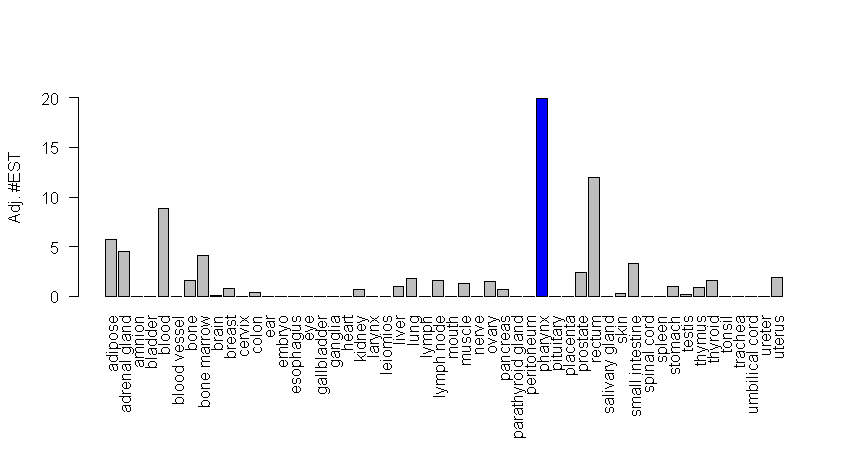 Adj. #EST
20
15
10
5
0
adipose
adrenal gland
amnion
bladder
blood
blood vessel
bone
bone marrow
brain
breast
cervix
colon
ear
embryo
esophagus
eye
gallbladder
ganglia
heart
kidney
larynx
leiomios
liver
lung
lymph
lymph node
mouth
muscle
nerve
ovary
pancreas
parathyroid gland
peritoneum
pharynx
pituitary
placenta
prostate
rectum
salivary gland
skin
small intestine
spinal cord
spleen
stomach
testis
thymus
thyroid
tonsil
trachea
umbilical cord
ureter
uterus